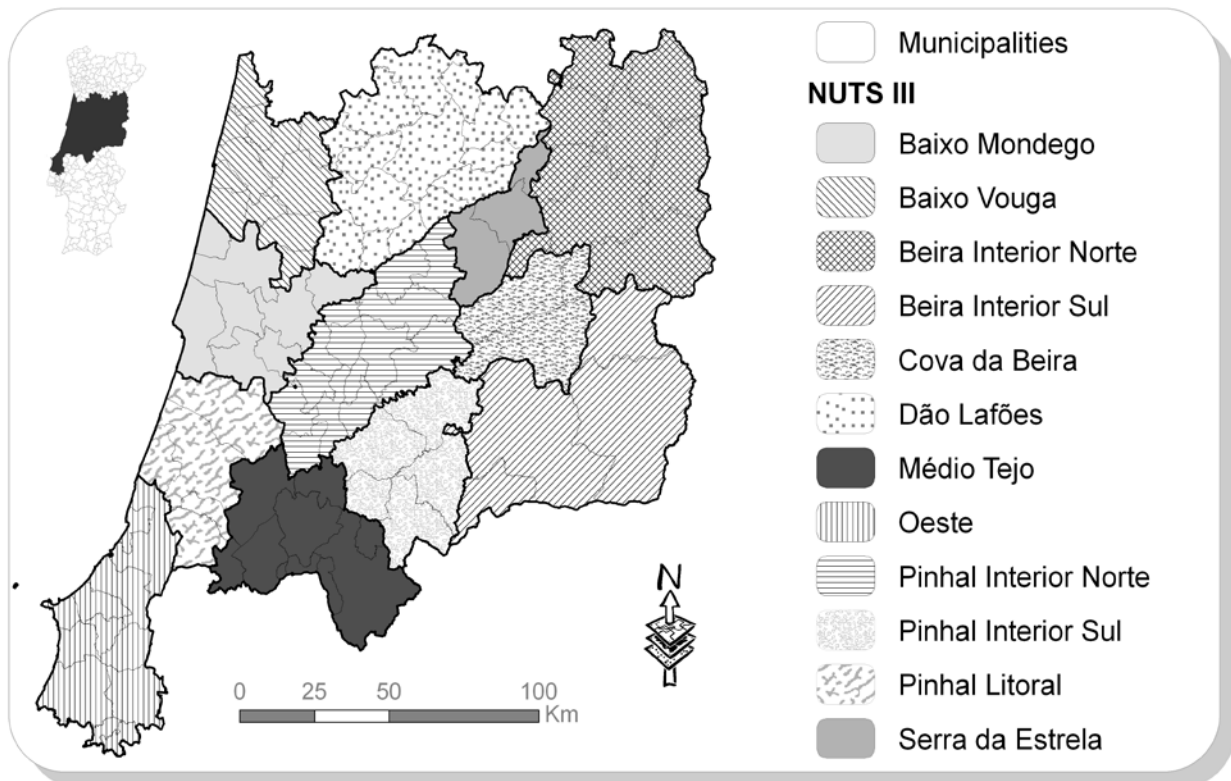 Municipalities
NUTS III
Baixo Mondego
Baixo Vouga
Beira Interior Norte
Beira Interior Sul
Cova da Beira
Dão Lafões
Médio Tejo
Oeste
Pinhal Interior Norte
Pinhal Interior Sul
Pinhal Litoral
Serra da Estrela
N
0 25 50 100
Km